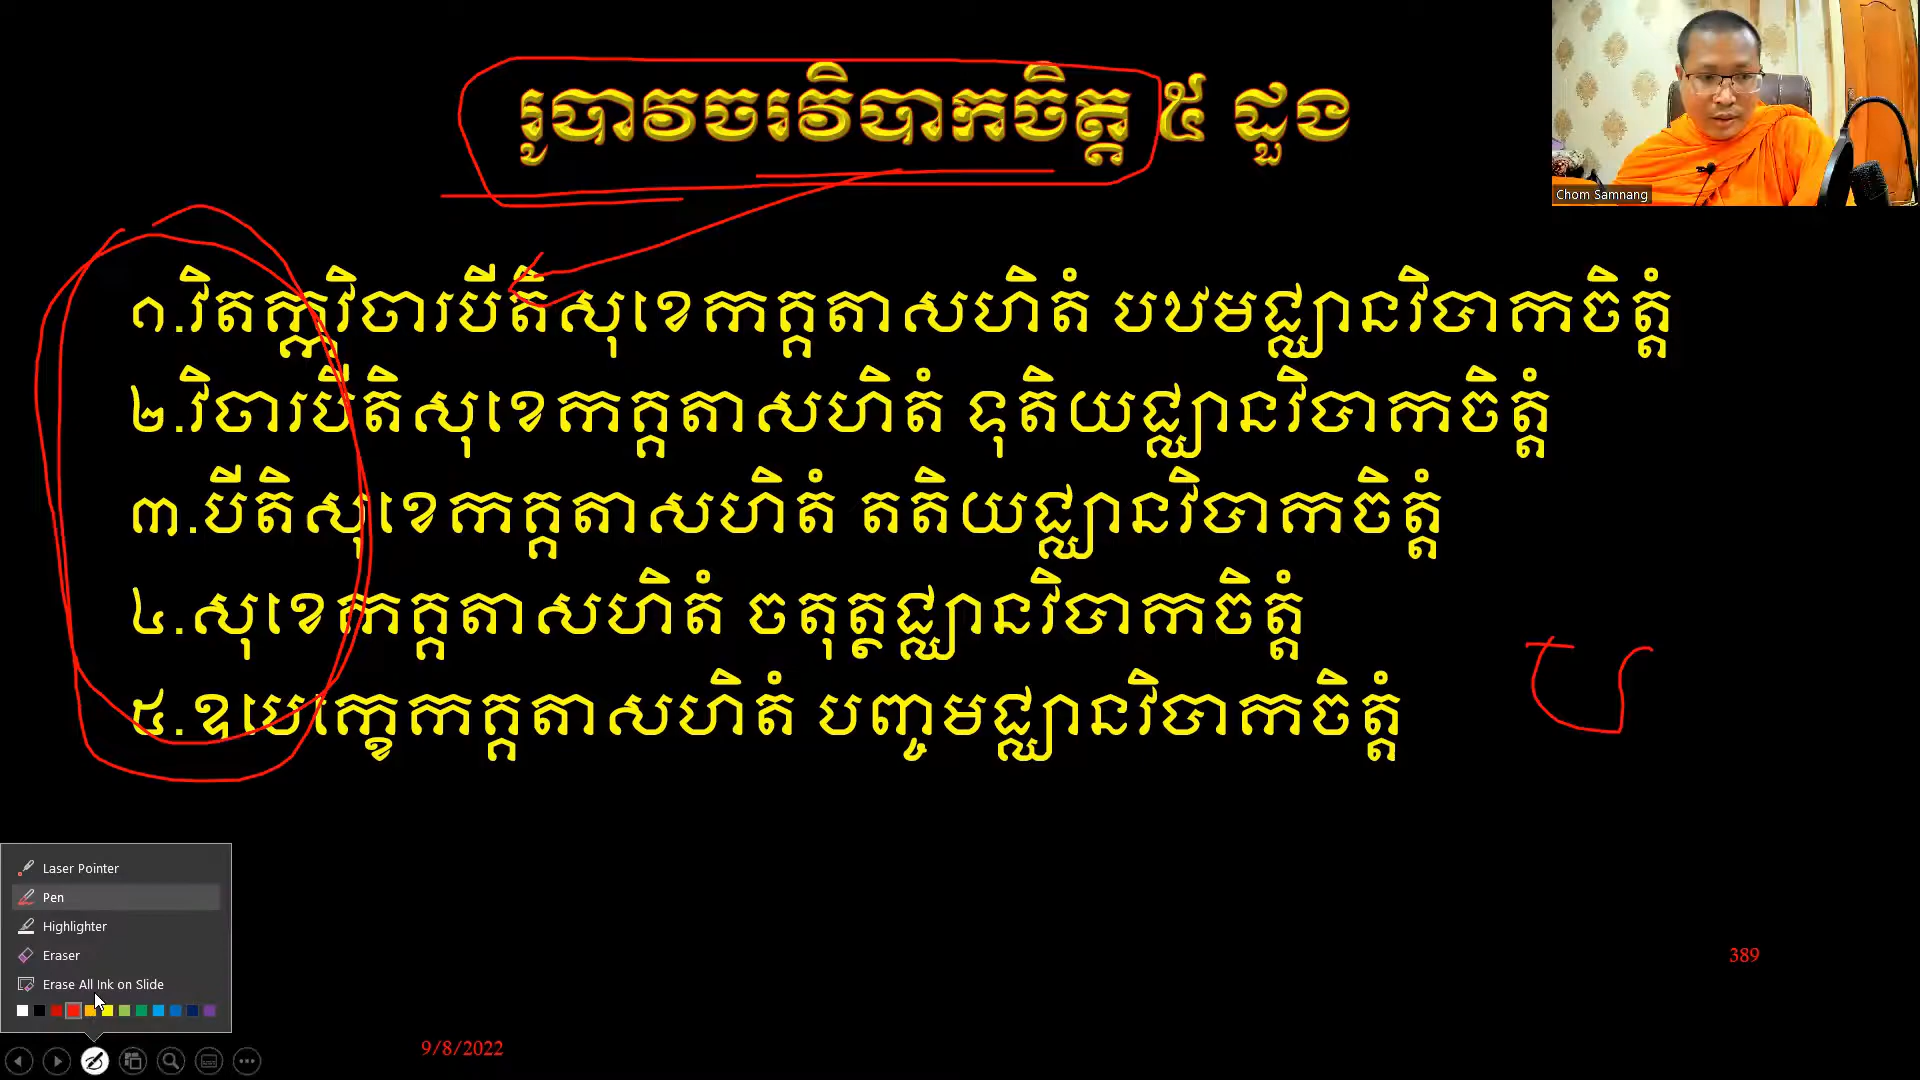 រូបាវចរវិបាកចិត្ត ៥ ដួង
Chom Samnang
១.វិតក្កវិចារបីតិសុខេកគ្គតាសហិតំ បឋមជ្ឈានវិបាកចិត្តំ
២.វិចារបីតិសុខេកគ្គតាសហិតំ ទុតិយជ្ឈានវិបាកចិត្តំ
៣.បីតិសុខេកគ្គតាសហិតំ តតិយជ្ឈានវិបាកចិត្តំ
៤.សុខេកគ្គតាសហិតំ ចតុត្ថជ្ឈានវិបាកចិត្តំ
៥.ឧបេក្ខេកគ្គតាសហិតំ បញ្ចមជ្ឈានវិបាកចិត្តំ
Laser Pointer
Pen
Highlighter
Eraser
Erase All Ink on Slide
389
9/8/2022